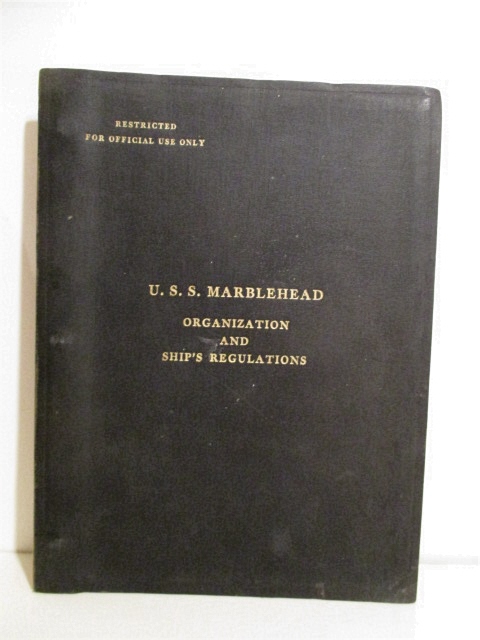 RESTRICTED
FOR OFFICIAL USE ONLY
U. S. S. MARBLEHEAD
ORGANIZATION
AND
SHIP'S REGULATIONS